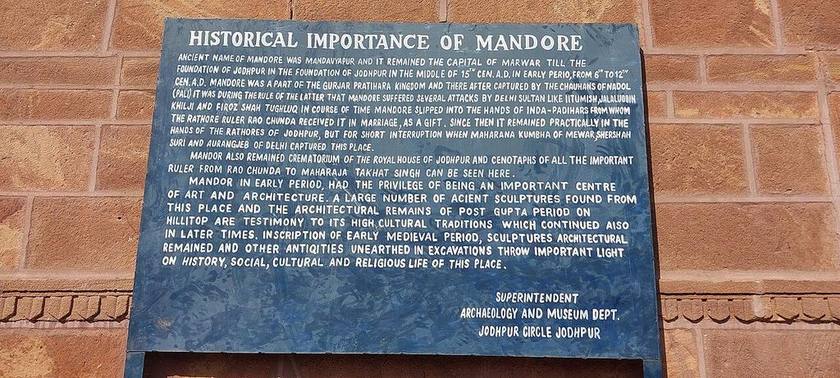 HISTORICAL IMPORTANCE OF MANDORE
ANCIENT NAME OF MANDORE WAS MANDAVYAPUR AND IT REMAINED THE CAPITAL OF MARWAR TILL THE
FOUNDATION OF JODHPUR IN THE FOUNDATION OF JODHPUR IN THE MIDDLE OF 15TH CEN. A.D. IN EARLY PERIO, FROM 6TH TO 12TH
CEN. A.D. MANDORE WAS A PART OF THE GURJAR PRATIHARA KINGDOM AND THERE AFTER CAPTURED BY THE CHAUHANS OF NADOL
(PALI) IT WAS DURING THE RULE OF THE LATTER THAT MANDORE SUFFERED SEVERAL ATTACKS BY DELHI SULTAN LIKE IITUMISH, JALALUDDIN
KHILJI AND FIROZ SHAH TUGHLUQ IN COURSE OF TIME MANDORE SLIPPED INTO THE HANDS OF INDA-PADIHARS FROM WHOM
THE RATHORE RULER RAO CHUNDA RECEIVED IT IN MARRIAGE, AS A GIFT. SINCE THEN IT REMAINED PRACTICALLY IN THE
HANDS OF THE RATHORES OF JODHPUR, BUT FOR SHORT INTERRUPTION WHEN MAHARANA KUMBHA OF MEWAR, SHERSHAH
SURI AND AURANGJEB OF DELHI CAPTURED THIS PLACE.
MANDOR ALSO REMAINED CREMATORIUM OF THE ROYAL HOUSE OF JODHPUR AND CENOTAPHS OF ALL THE IMPORTANT
RULER FROM RAO CHUNDA TO MAHARAJA TAKHAT SINGH CAN BE SEEN HERE.
MANDOR IN EARLY PERIOD, HAD THE PRIVILEGE OF BEING AN IMPORTANT CENTRE
OF ART AND ARCHITECTURE. A LARGE NUMBER OF ACIENT SCULPTURES FOUND FROM
THIS PLACE AND THE ARCHITECTURAL REMAINS OF POST GUPTA PERIOD ON
HILLITOP ARE TESTIMONY TO ITS HIGH CULTURAL TRADITIONS WHICH CONTINUED ALSO
IN LATER TIMES. INSCRIPTION OF EARLY MEDIEVAL PERIOD, SCULPTURES ARCHITECTURAL
REMAINED AND OTHER ANTIQITIES UNEARTHED IN EXCAVATIONS THROW IMPORTANT LIGHT
ON HISTORY, SOCIAL, CULTURAL AND RELIGIOUS LIFE OF THIS PLACE.
SUPERINTENDENT
ARCHAEOLOGY AND MUSEUM DEPT.
JODHPUR CIRCLE JODHPUR